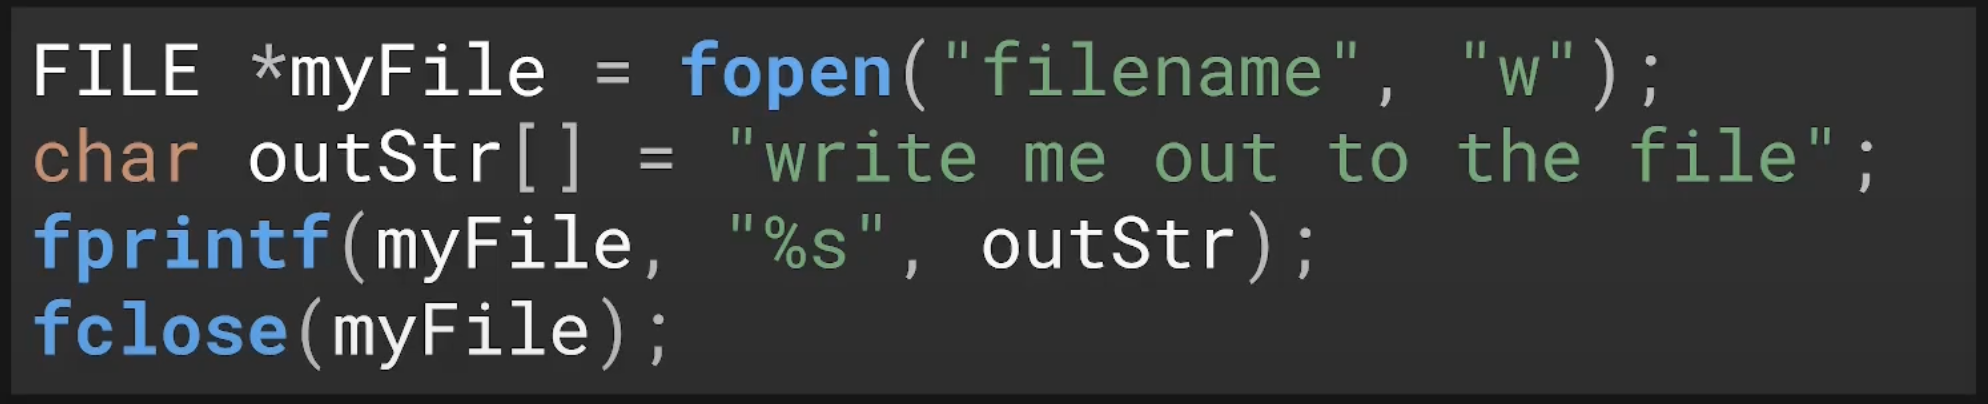 FILE *myFile = fopen("filename", "w");
char outStr[] = "write me out to the file";
fprintf(myFile, "%s", outStr);
fclose(myFile);